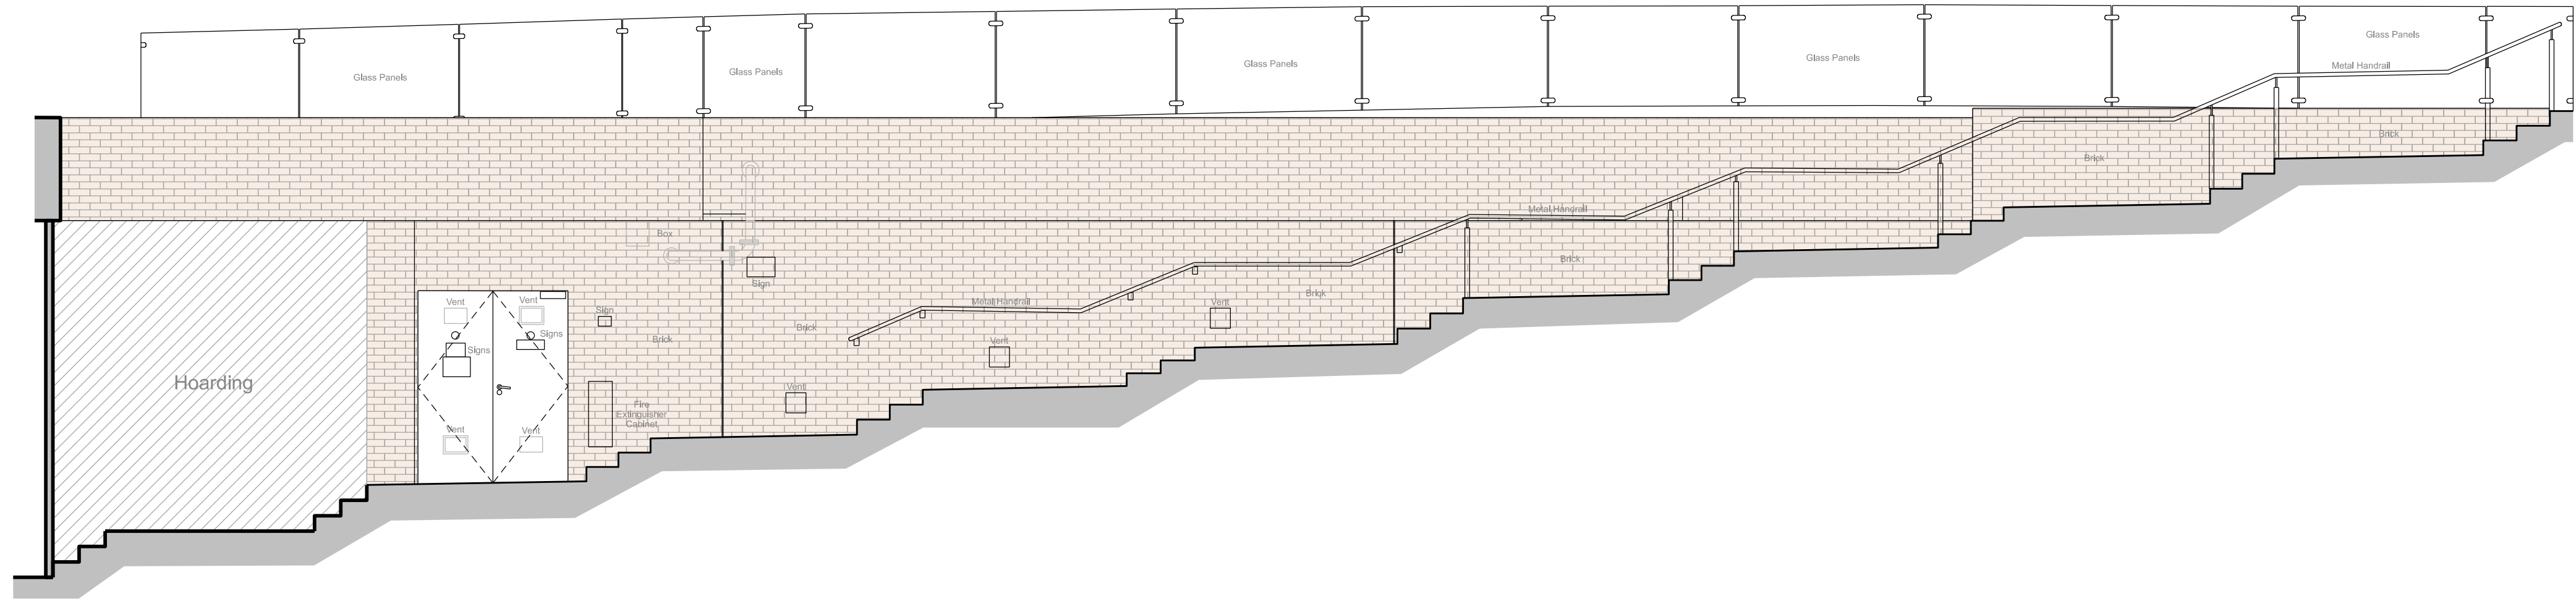 Glass Panels
Glass Panels
Glass Panels
Glass Panels
Glass Panels
Metal Handrail
Brick
Brick
Metal Handrail
Box
Brick
Sign
Brick
Metal Handrail
Vent
Vent
Vent
Sign
Brick
Signs
Brick
Vent
Signs
Hoarding
Vent
Fire
Extinguisher
Cabinet
Vent
Vent